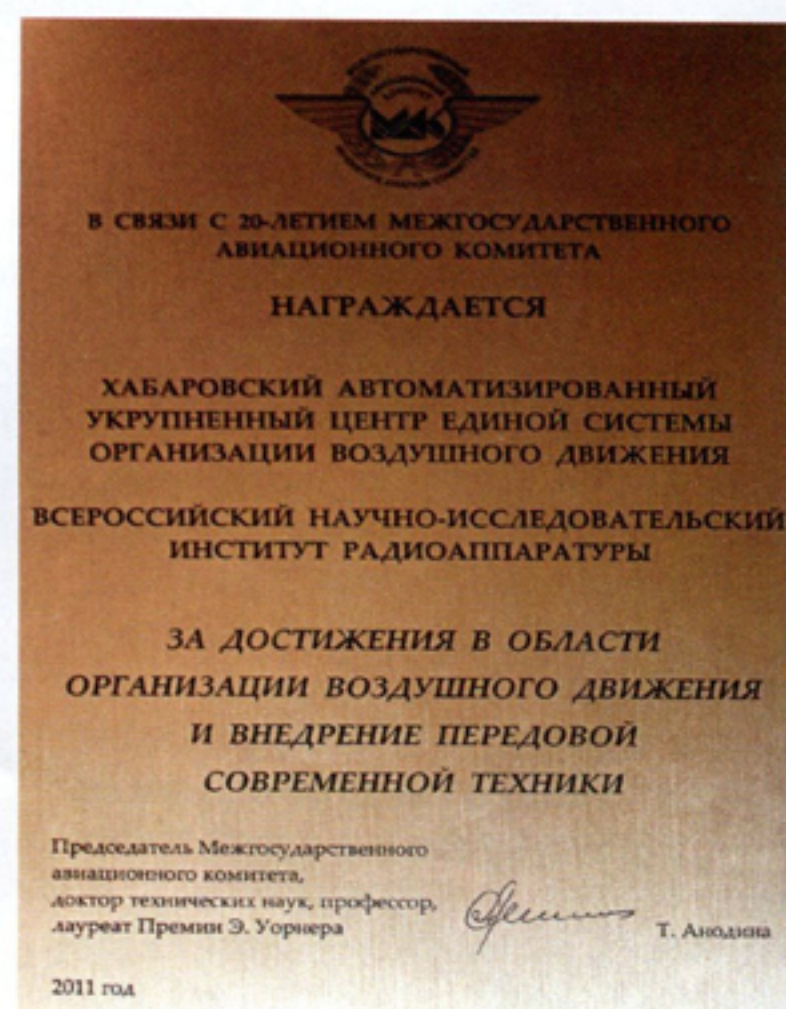 МАК
В СВЯЗИ С 20-ЛЕТИЕМ МЕЖГОСУДАРСТВЕННОГО
АВИАЦИОННОГО КОМИТЕТА
НАГРАЖДАЕТСЯ
ХАБАРОВСКИЙ АВТОМАТИЗИРОВАННЫЙ
УКРУПНЕННЫЙ ЦЕНТР ЕДИНОЙ СИСТЕМЫ
ОРГАНИЗАЦИИ ВОЗДУШНОГО ДВИЖЕНИЯ
ВСЕРОССИЙСКИЙ НАУЧНО-ИССЛЕДОВАТЕЛЬСКИЙ
ИНСТИТУТ РАДИОАППАРАТУРЫ
ЗА ДОСТИЖЕНИЯ В ОБЛАСТИ
ОРГАНИЗАЦИИ ВОЗДУШНОГО ДВИЖЕНИЯ
И ВНЕДРЕНИЕ ПЕРЕДОВОЙ
СОВРЕМЕННОЙ ТЕХНИКИ
Председатель Межгосударственного
авиационного комитета,
доктор технических наук, профессор,
лауреат Премии Э. Уорнера
Т. Анодина
2011 год